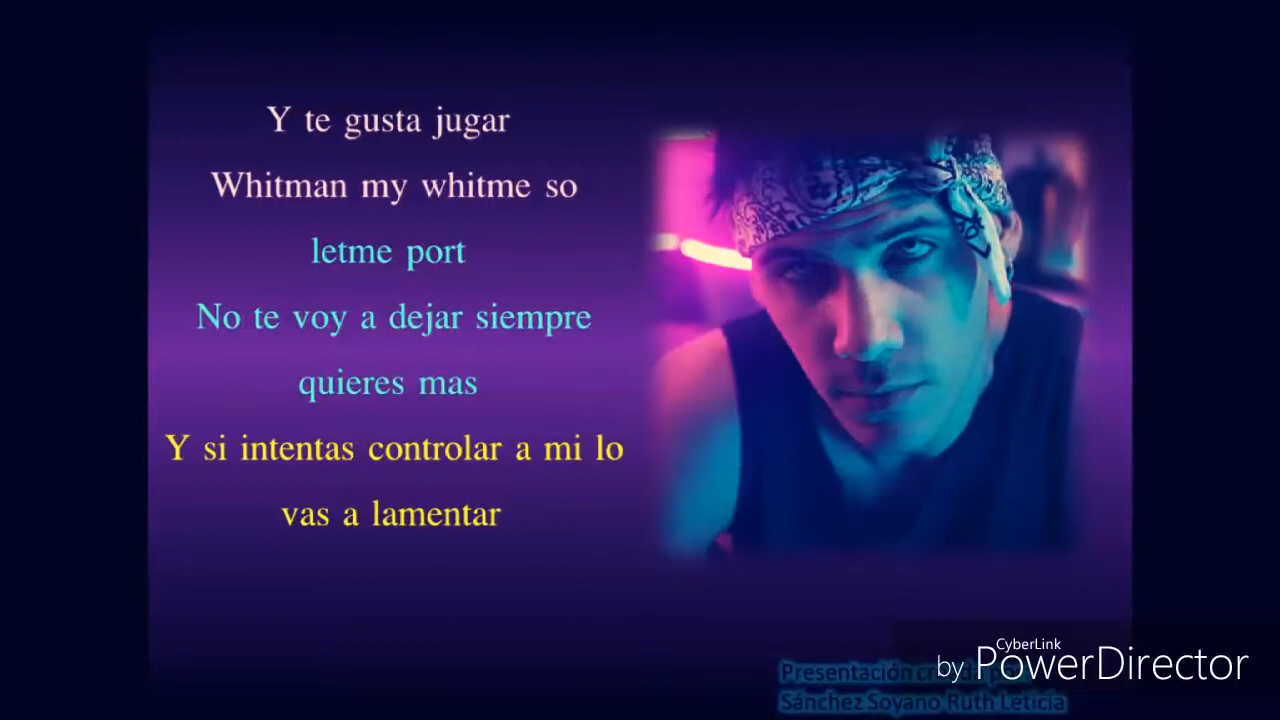 Y te gusta jugar
Whitman my whitme so
letme port
No te voy a dejar siempre
quieres mas
Y si intentas controlar a mi lo
vas a lamentar
CyberLink
by PowerDirector
Presentación
Sánchez Soyano Ruth Leticia